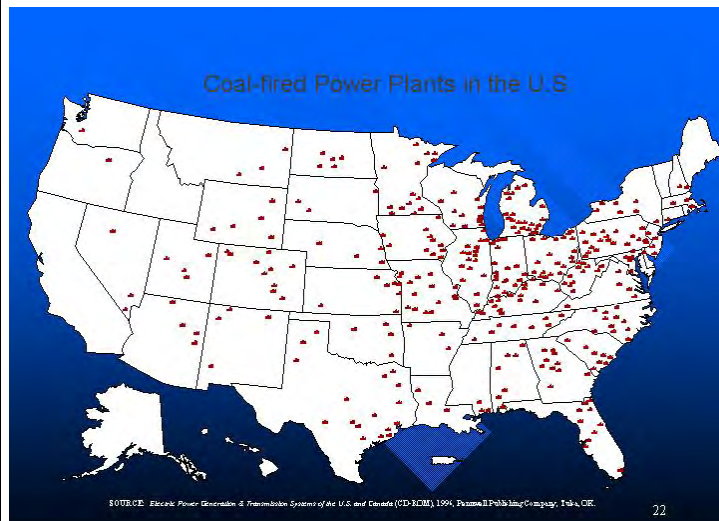 Coal-fired Power Plants in the U.S.
SOURCE: Electric Power Generation & Transmission Systems of the U.S. and Canada (CD-ROM), 1994, PennWell Publishing Company, Tulsa, OK.
22